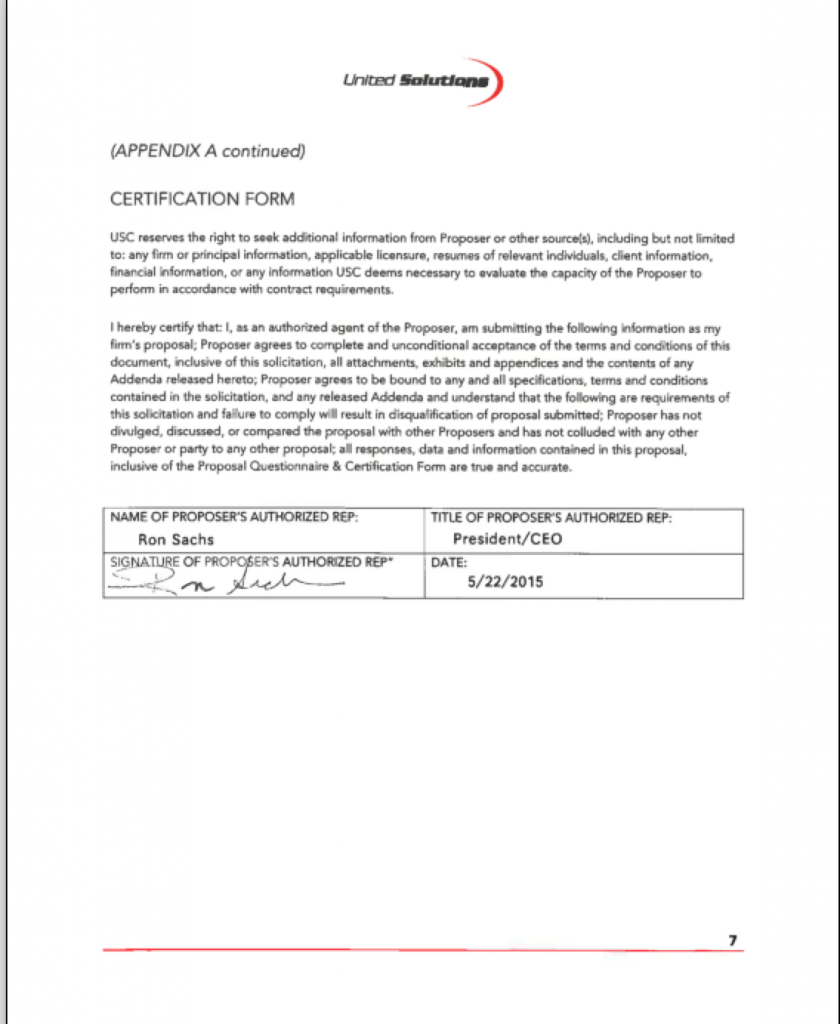 United Solutions
(APPENDIX A continued)
CERTIFICATION FORM
USC reserves the right to seek additional information from Proposer or other source(s), including but not limited
to: any firm or principal information, applicable licensure, resumes of relevant individuals, client information,
financial information, or any information USC deems necessary to evaluate the capacity of the Proposer to
perform in accordance with contract requirements.
I hereby certify that: I, as an authorized agent of the Proposer, am submitting the following information as my
firm's proposal; Proposer agrees to complete and unconditional acceptance of the terms and conditions of this
document, inclusive of this solicitation, all attachments, exhibits and appendices and the contents of any
Addenda released hereto; Proposer agrees to be bound to any and all specifications, terms and conditions
contained in the solicitation, and any released Addenda and understand that the following are requirements of
this solicitation and failure to comply will result in disqualification of proposal submitted; Proposer has not
divulged, discussed, or compared the proposal with other Proposers and has not colluded with any other
Proposer or party to any other proposal; all responses, data and information contained in this proposal,
inclusive of the Proposal Questionnaire & Certification Form are true and accurate.
NAME OF PROPOSER'S AUTHORIZED REP:
Ron Sachs
TITLE OF PROPOSER'S AUTHORIZED REP:
President/CEO
SIGNATURE OF PROPOSER'S AUTHORIZED REP*
Ron Sach
DATE:
5/22/2015
7